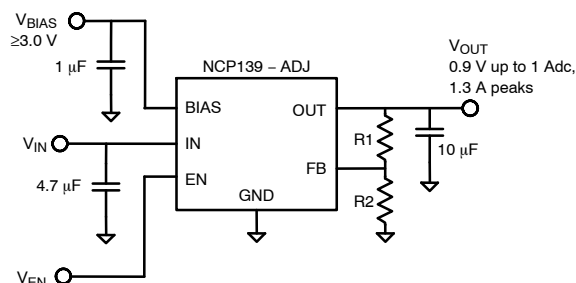 VBIAS
≥3.0 V
1 µF
NCP139 – ADJ
VOUT
0.9 V up to 1 Adc,
1.3 A peaks
BIAS
OUT
VIN
IN
R1
10 µF
4.7 µF
EN
FB
GND
R2
VEN